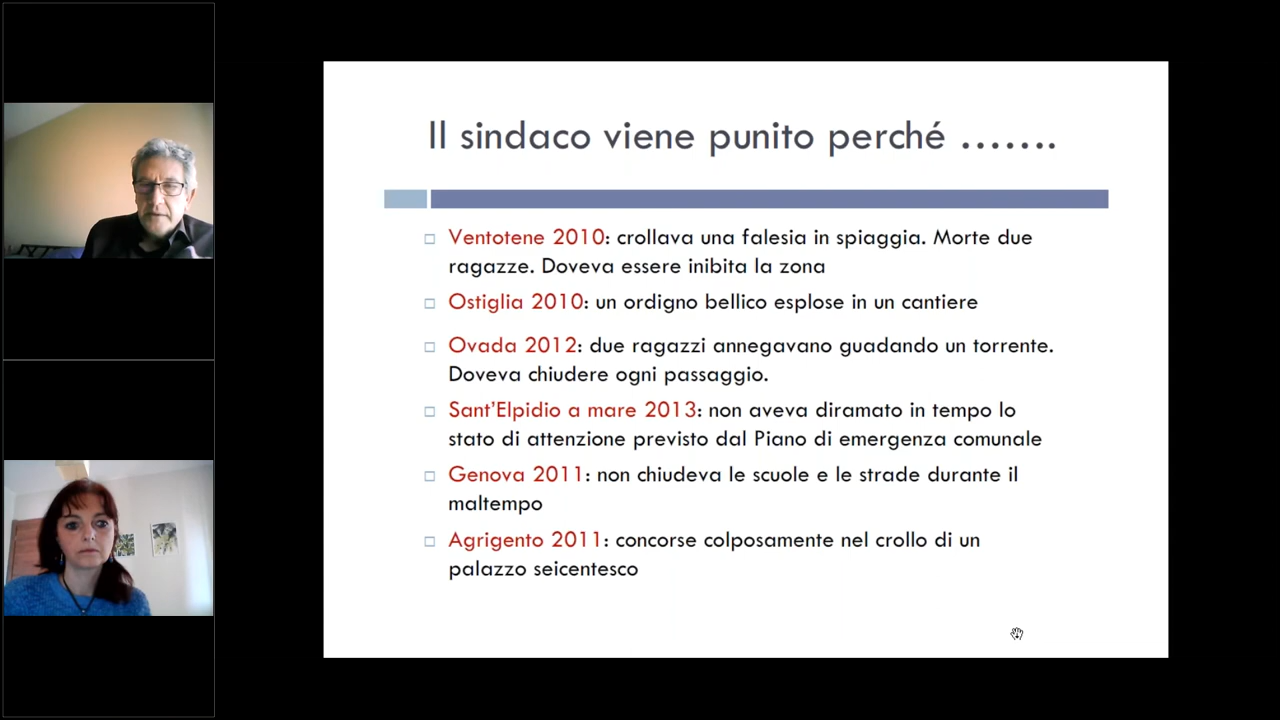 Il sindaco viene punito perché …….
Ventotene 2010: crollava una falesia in spiaggia. Morte due
ragazze. Doveva essere inibita la zona
Ostiglia 2010: un ordigno bellico esplose in un cantiere
Ovada 2012: due ragazzi annegavano guadando un torrente.
Doveva chiudere ogni passaggio.
Sant’Elpidio a mare 2013: non aveva diramato in tempo lo
stato di attenzione previsto dal Piano di emergenza comunale
Genova 2011: non chiudeva le scuole e le strade durante il
maltempo
Agrigento 2011: concorse colposamente nel crollo di un
palazzo seicentesco